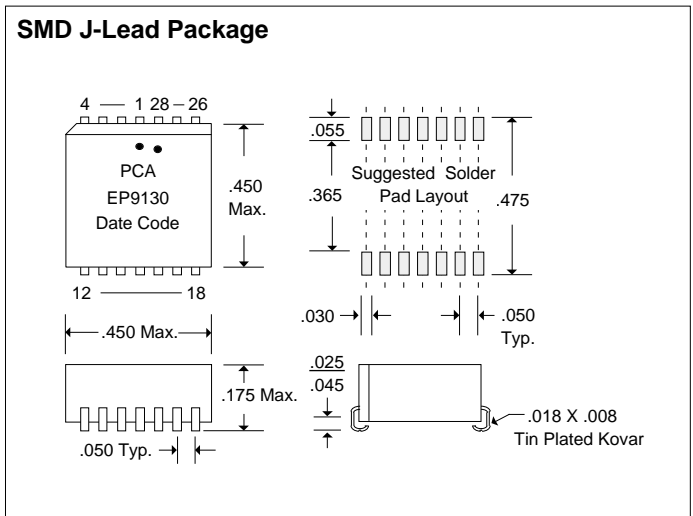 SMD J-Lead Package
4 — 1 28 – 26
PCA
EP9130
Date Code
12 — 18
.450
Max.
.450 Max.
.055
.365
Suggested Solder
Pad Layout
.475
.030
.050
Typ.
.175 Max.
.050 Typ.
.025
.045
.018 X .008
Tin Plated Kovar